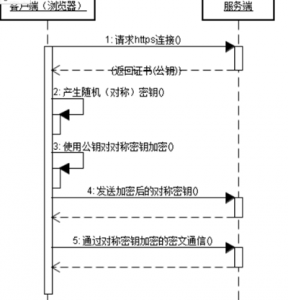 客户端（浏览器）
服务端
1: 请求https连接()
(返回证书(公钥))
2: 产生随机（对称）密钥()
3: 使用公钥对对称密钥加密()
4: 发送加密后的对称密钥()
5: 通过对称密钥加密的密文通信()